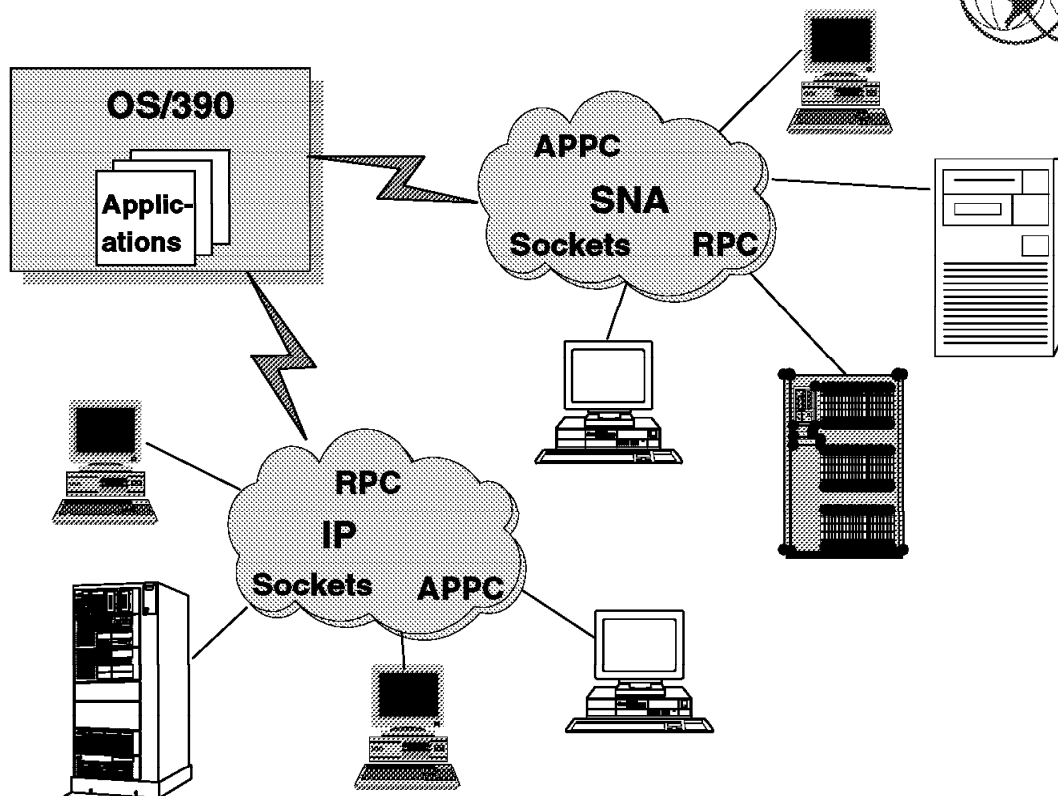 OS/390
Applic-
ations
APPC
SNA
Sockets RPC
RPC
IP
Sockets APPC